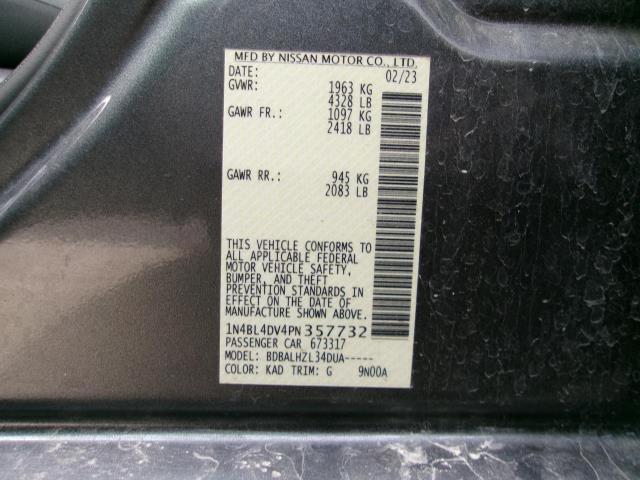 MFD BY NISSAN MOTOR CO., LTD.
DATE: 02/23
GVWR: 1963 KG
4328 LB
GAWR FR.: 1097 KG
2418 LB
GAWR RR.: 945 KG
2083 LB
THIS VEHICLE CONFORMS TO
ALL APPLICABLE FEDERAL
MOTOR VEHICLE SAFETY,
BUMPER, AND THEFT
PREVENTION STANDARDS IN
EFFECT ON THE DATE OF
MANUFACTURE SHOWN ABOVE.
1N4BL4DV4PN357732
PASSENGER CAR 673317
MODEL: BDBALHZL34DUA-----
COLOR: KAD TRIM: G 9N00A